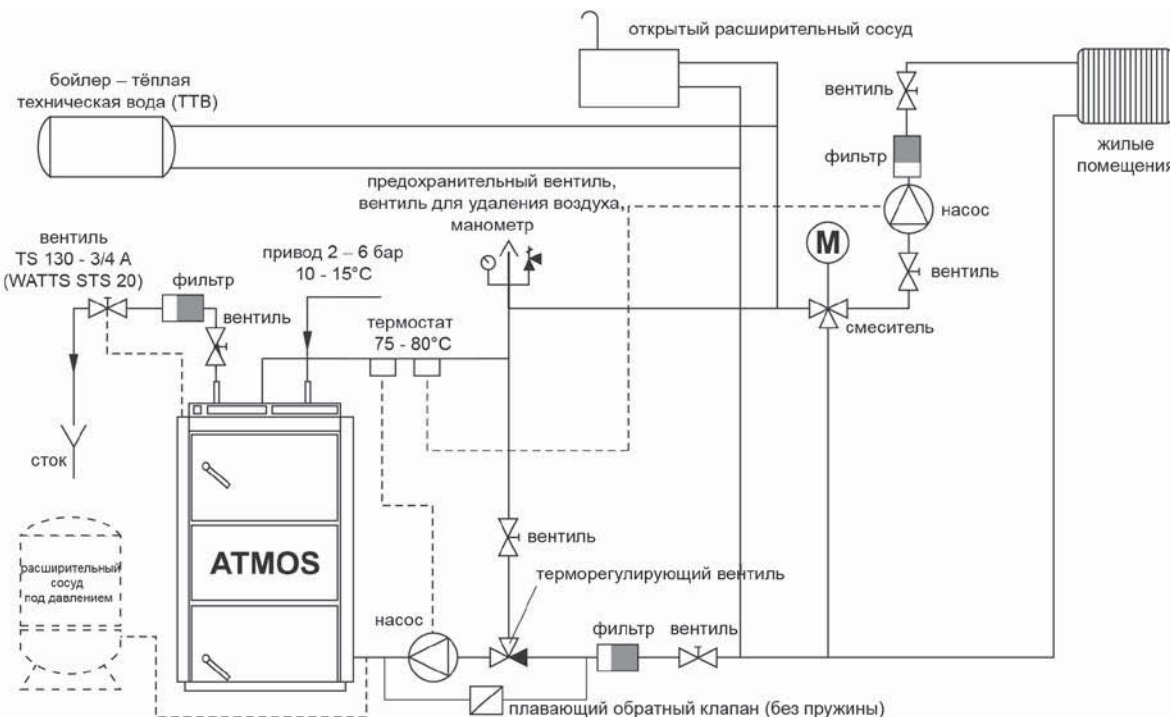 открытый расширительный сосуд
бойлер – тёплая
техническая вода (ТТВ)
вентиль
фильтр
жилые
помещения
предохранительный вентиль,
вентиль для удаления воздуха,
манометр
насос
вентиль
TS 130 - 3/4 A
(WATTS STS 20)
привод 2 – 6 бар
10 - 15°C
M
вентиль
фильтр
вентиль
термостат
75 - 80°C
смеситель
сток
вентиль
ATMOS
расширительный
сосуд
под давлением
терморегулирующий вентиль
насос
фильтр
вентиль
плавающий обратный клапан (без пружины)